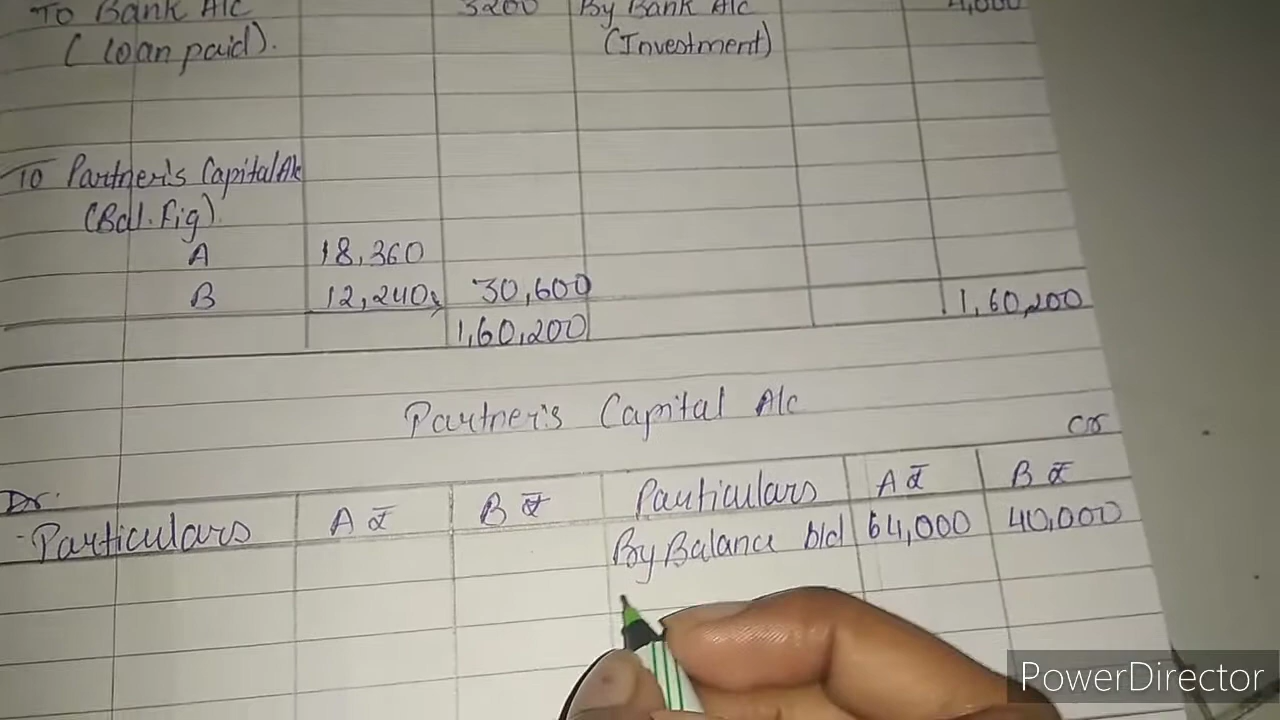 To Bank A/c 3200 By Bank A/c 4,000
( loan paid). (Investment)
To Partner's Capital A/c
(Bal. Fig).
A 18,360
B 12,240 30,600 1,60,200
1,60,200
Partner's Capital A/c
Dr. cr
Particulars A ₹ B ₹ Particulars A ₹ B ₹
By Balance b/d 64,000 40,000
PowerDirector